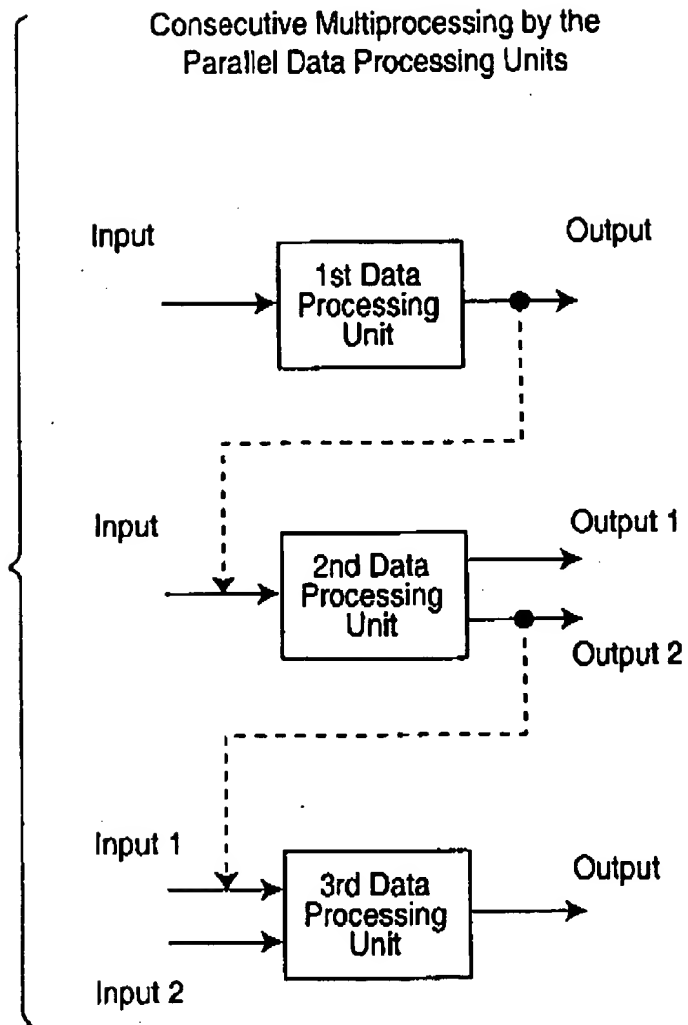 Consecutive Multiprocessing by the
Parallel Data Processing Units
Input
Output
1st Data
Processing
Unit
Input
Output 1
2nd Data
Processing
Unit
Output 2
Input 1
Output
3rd Data
Processing
Unit
Input 2